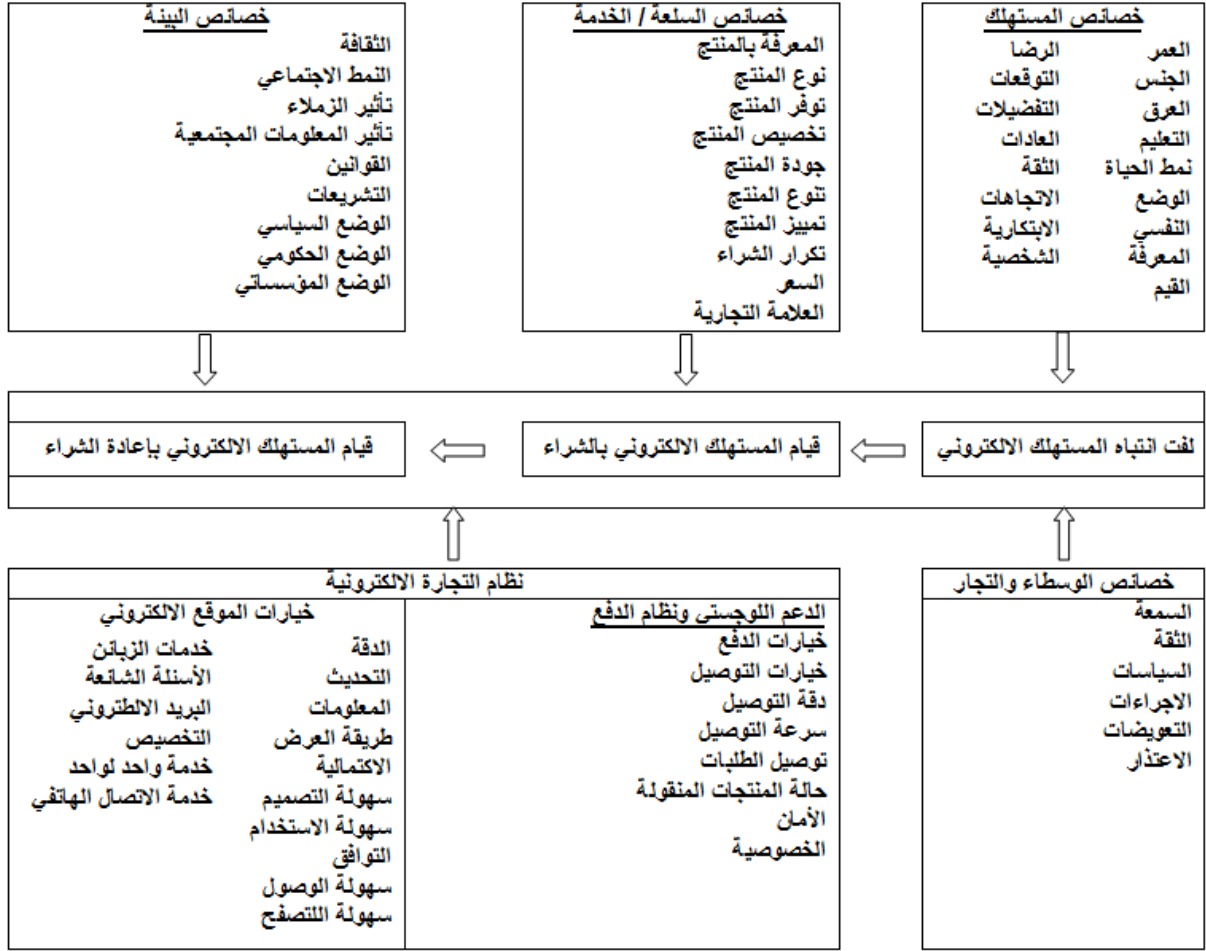 خصائص المستهلك
العمر
الجنس
العرق
التعليم
نمط الحياة
الوضع
النفسي
المعرفة
القيم
الرضا
التوقعات
التفضيلات
العادات
الثقة
الاتجاهات
الابتكارية
الشخصية
خصائص السلعة / الخدمة
المعرفة بالمنتج
نوع المنتج
توفر المنتج
تخصيص المنتج
جودة المنتج
تنوع المنتج
تمييز المنتج
تكرار الشراء
السعر
العلامة التجارية
خصائص البيئة
الثقافة
النمط الاجتماعي
تأثير الزملاء
تأثير المعلومات المجتمعية
القوانين
التشريعات
الوضع السياسي
الوضع الحكومي
الوضع المؤسساتي
لفت انتباه المستهلك الالكتروني
قيام المستهلك الالكتروني بالشراء
قيام المستهلك الالكتروني بإعادة الشراء
خصائص الوسطاء والتجار
السمعة
الثقة
السياسات
الاجراءات
التعويضات
الاعتذار
نظام التجارة الالكترونية
الدعم اللوجستي ونظام الدفع
خيارات الدفع
خيارات التوصيل
دقة التوصيل
سرعة التوصيل
توصيل الطلبات
حالة المنتجات المنقولة
الأمان
الخصوصية
خيارات الموقع الالكتروني
الدقة
التحديث
المعلومات
طريقة العرض
الاكتمالية
سهولة التصميم
سهولة الاستخدام
التوافق
سهولة الوصول
سهولة اللتصفح
خدمات الزبائن
الأسئلة الشائعة
البريد الالطتروني
التخصيص
خدمة واحد لواحد
خدمة الاتصال الهاتفي